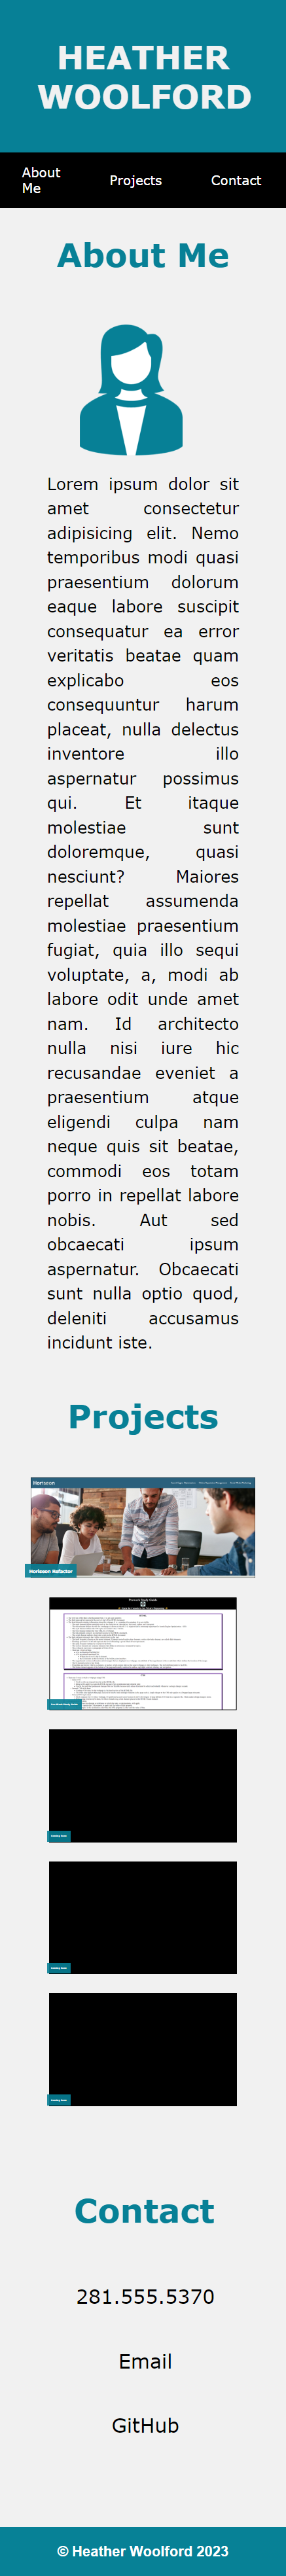 HEATHER
WOOLFORD
About
Me
Projects
Contact
About Me
Lorem ipsum dolor sit
amet consectetur
adipisicing elit. Nemo
temporibus modi quasi
praesentium dolorum
eaque labore suscipit
consequatur ea error
veritatis beatae quam
explicabo eos
consequuntur harum
placeat, nulla delectus
inventore illo
aspernatur possimus
qui. Et itaque
molestiae sunt
doloremque, quasi
nesciunt? Maiores
repellat assumenda
molestiae praesentium
fugiat, quia illo sequi
voluptate, a, modi ab
labore odit unde amet
nam. Id architecto
nulla nisi iure hic
recusandae eveniet a
praesentium atque
eligendi culpa nam
neque quis sit beatae,
commodi eos totam
porro in repellat labore
nobis. Aut sed
obcaecati ipsum
aspernatur. Obcaecati
sunt nulla optio quod,
deleniti accusamus
incidunt iste.
Projects
Horiseon
Horiseon Refactor
Coming Soon
Coming Soon
Coming Soon
Contact
281.555.5370
Email
GitHub
© Heather Woolford 2023